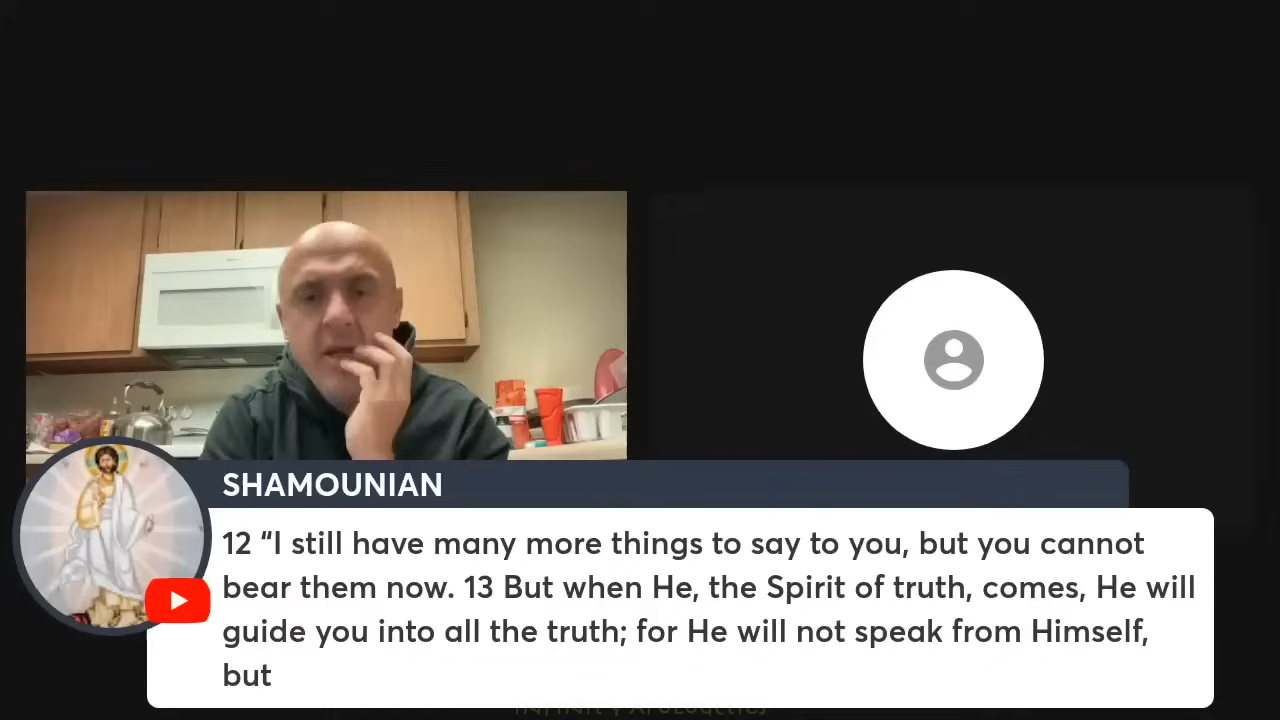 SHAMOUNIAN
12 “I still have many more things to say to you, but you cannot
bear them now. 13 But when He, the Spirit of truth, comes, He will
guide you into all the truth; for He will not speak from Himself,
but